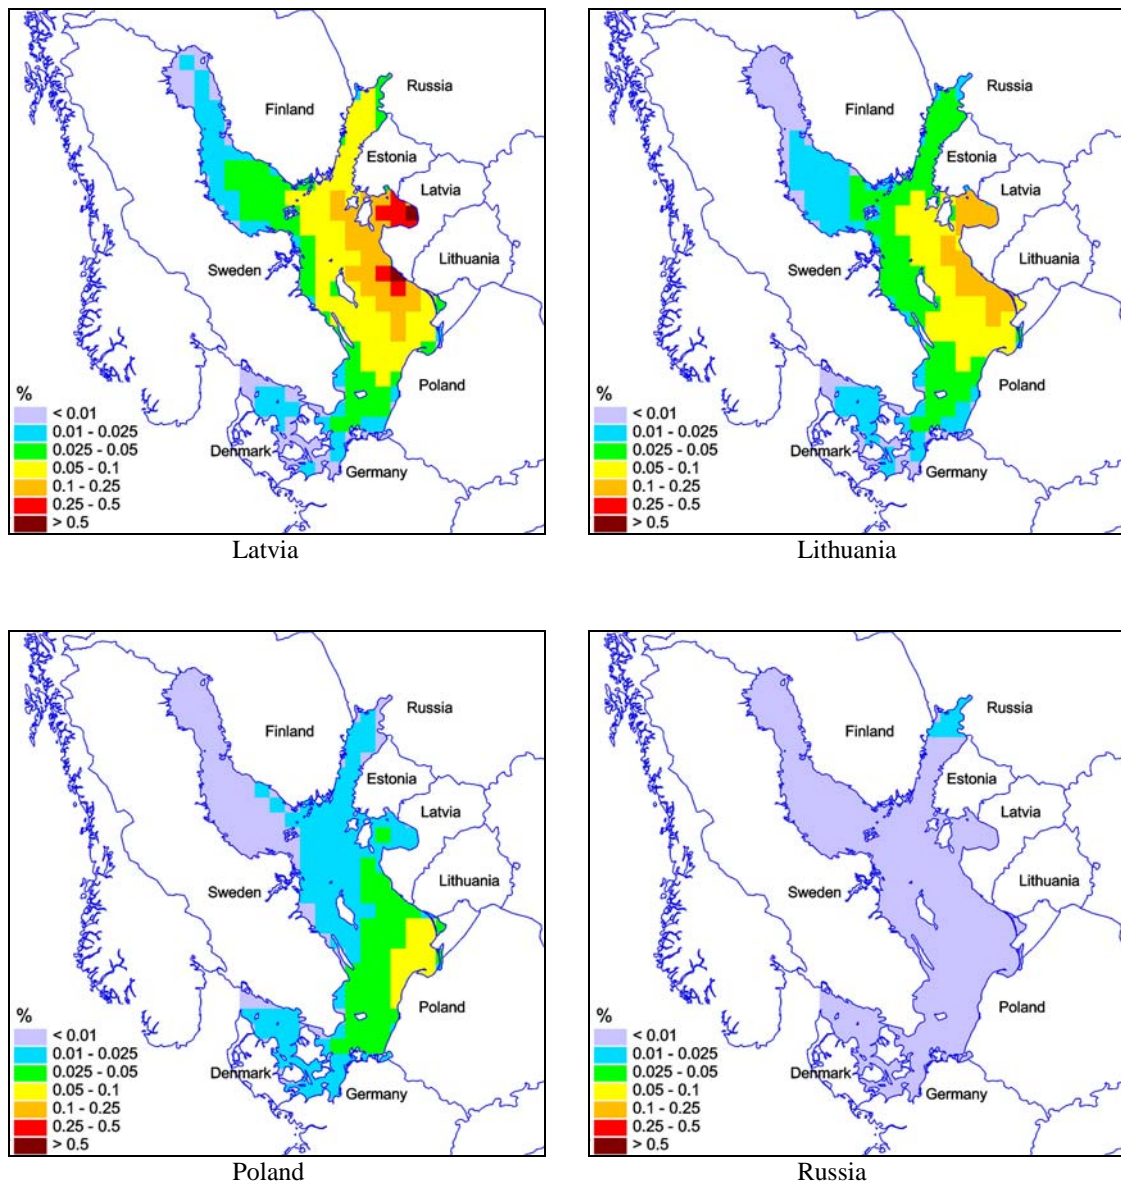 Russia
Finland
Estonia
Latvia
Lithuania
Sweden
Poland
Denmark
Germany
%
< 0.01
0.01 - 0.025
0.025 - 0.05
0.05 - 0.1
0.1 - 0.25
0.25 - 0.5
> 0.5
Latvia
Russia
Finland
Estonia
Latvia
Lithuania
Sweden
Poland
Denmark
Germany
%
< 0.01
0.01 - 0.025
0.025 - 0.05
0.05 - 0.1
0.1 - 0.25
0.25 - 0.5
> 0.5
Lithuania
Russia
Finland
Estonia
Latvia
Lithuania
Sweden
Poland
Denmark
Germany
%
< 0.01
0.01 - 0.025
0.025 - 0.05
0.05 - 0.1
0.1 - 0.25
0.25 - 0.5
> 0.5
Poland
Russia
Finland
Estonia
Latvia
Lithuania
Sweden
Poland
Denmark
Germany
%
< 0.01
0.01 - 0.025
0.025 - 0.05
0.05 - 0.1
0.1 - 0.25
0.25 - 0.5
> 0.5
Russia